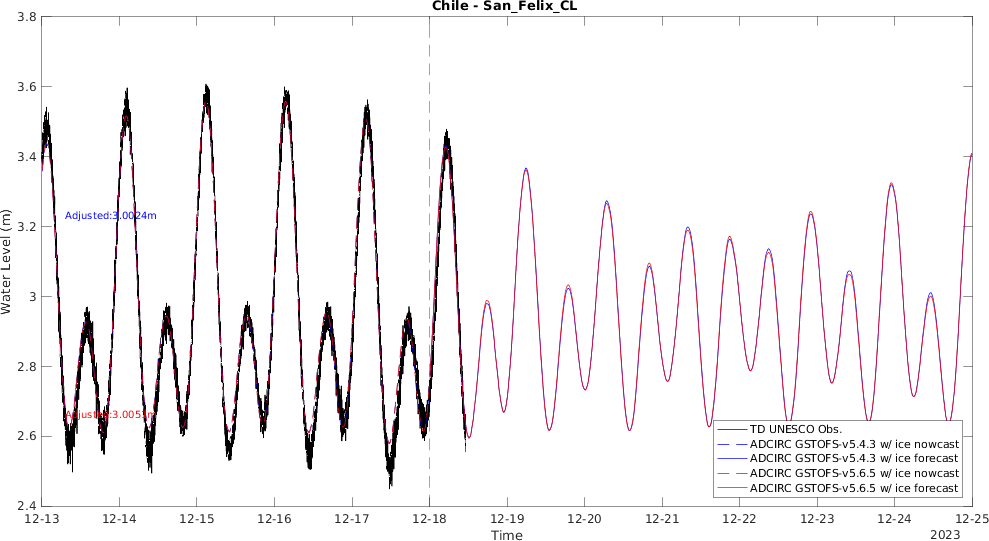 Chile - San_Felix_CL
3.8
3.6
3.4
3.2
3
2.8
2.6
2.4
Water Level (m)
Adjusted:3.0024m
Adjusted:3.0055m
TD UNESCO Obs.
ADCIRC GSTOFS-v5.4.3 w/ ice nowcast
ADCIRC GSTOFS-v5.4.3 w/ ice forecast
ADCIRC GSTOFS-v5.6.5 w/ ice nowcast
ADCIRC GSTOFS-v5.6.5 w/ ice forecast
12-13 12-14 12-15 12-16 12-17 12-18 12-19 12-20 12-21 12-22 12-23 12-24 12-25
Time
2023